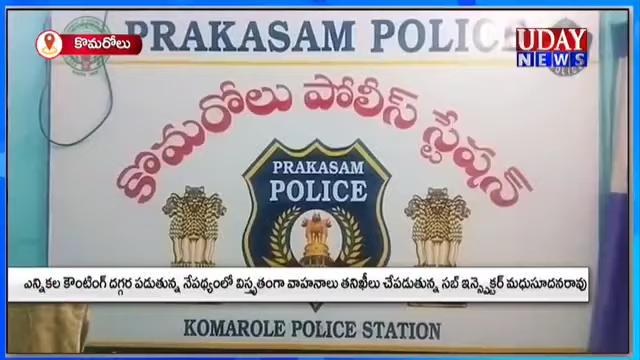 కొమరోలు
PRAKASAM POLICE
UDAY
NEWS
కొమరోలు పోలీస్ స్టేషన్
PRAKASAM
POLICE
ఎన్నికల కౌంటింగ్ దగ్గర పడుతున్న నేపథ్యంలో విస్తృతంగా వాహనాలు తనిఖీలు చేపడుతున్న సబ్ ఇన్స్పెక్టర్ మధుసూదనరావు
KOMAROLE POLICE STATION